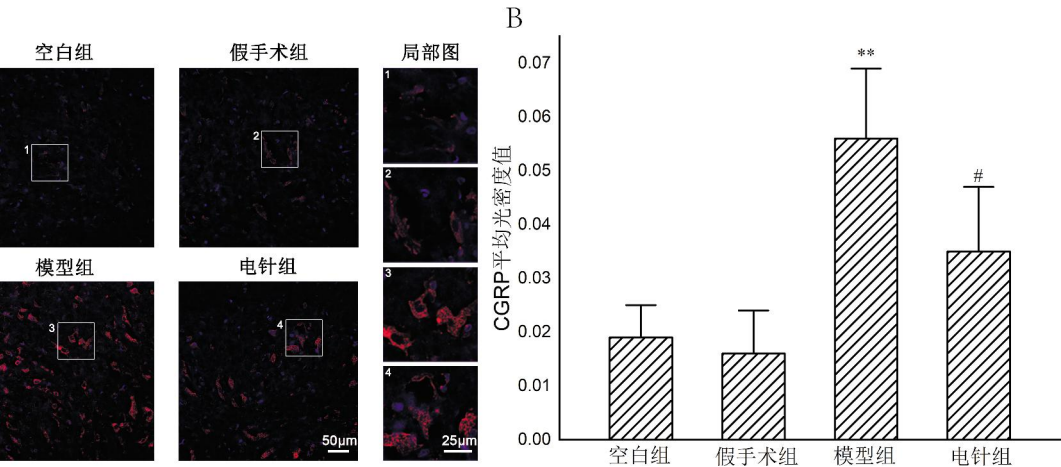 空白组
假手术组
局部图
1
2
1
2
模型组
电针组
3
4
3
4
50μm
25μm
B
CGRP平均光密度值
0.07
0.06
0.05
0.04
0.03
0.02
0.01
0.00
**
#
空白组
假手术组
模型组
电针组